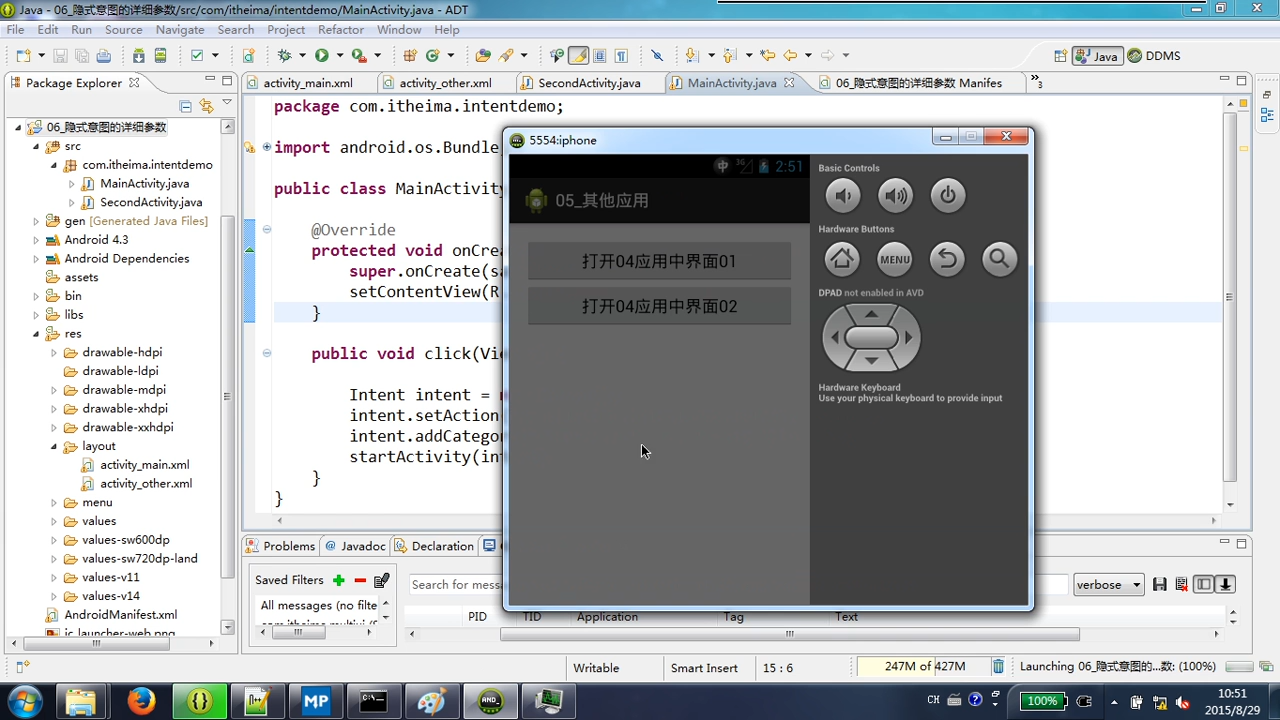 Java - 06_隐式意图的详细参数/src/com/itheima/intentdemo/MainActivity.java - ADT
File Edit Run Source Navigate Search Project Refactor Window Help
Java DDMS
Package Explorer
activity_main.xml activity_other.xml SecondActivity.java MainActivity.java 06_隐式意图的详细参数 Manifes »3
06_隐式意图的详细参数
src
com.itheima.intentdemo
MainActivity.java
SecondActivity.java
gen [Generated Java Files]
Android 4.3
Android Dependencies
assets
bin
libs
res
drawable-hdpi
drawable-ldpi
drawable-mdpi
drawable-xhdpi
drawable-xxhdpi
layout
activity_main.xml
activity_other.xml
menu
values
values-sw600dp
values-sw720dp-land
values-v11
values-v14
AndroidManifest.xml
ic_launcher-web.png
package com.itheima.intentdemo;
import android.os.Bundle
public class MainActivity
@Override
protected void onCre
super.onCreate(sa
setContentView(R
}
public void click(Vie
Intent intent =
intent.setAction
intent.addCatego
startActivity(int
}
}
5554:iphone
中 3G 2:51
05_其他应用
打开04应用中界面01
打开04应用中界面02
Basic Controls
Hardware Buttons
MENU
DPAD not enabled in AVD
Hardware Keyboard
Use your physical keyboard to provide input
Problems @ Javadoc Declaration
Saved Filters
All messages (no filte
Search for messa
verbose
PID TID Application Tag Text
Writable Smart Insert 15 : 6 247M of 427M Launching 06_隐式意图的...数: (100%)
MP
CH 100% 10:51
2015/8/29